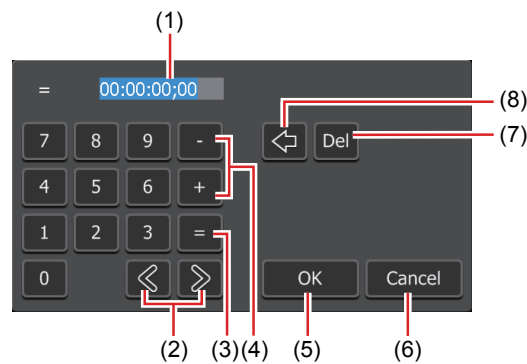 (1)
= 00:00:00;00
(8)
(7)
7 8 9 - Del
4 5 6 +
1 2 3 =
0 OK Cancel
(2) (3) (4) (5) (6)